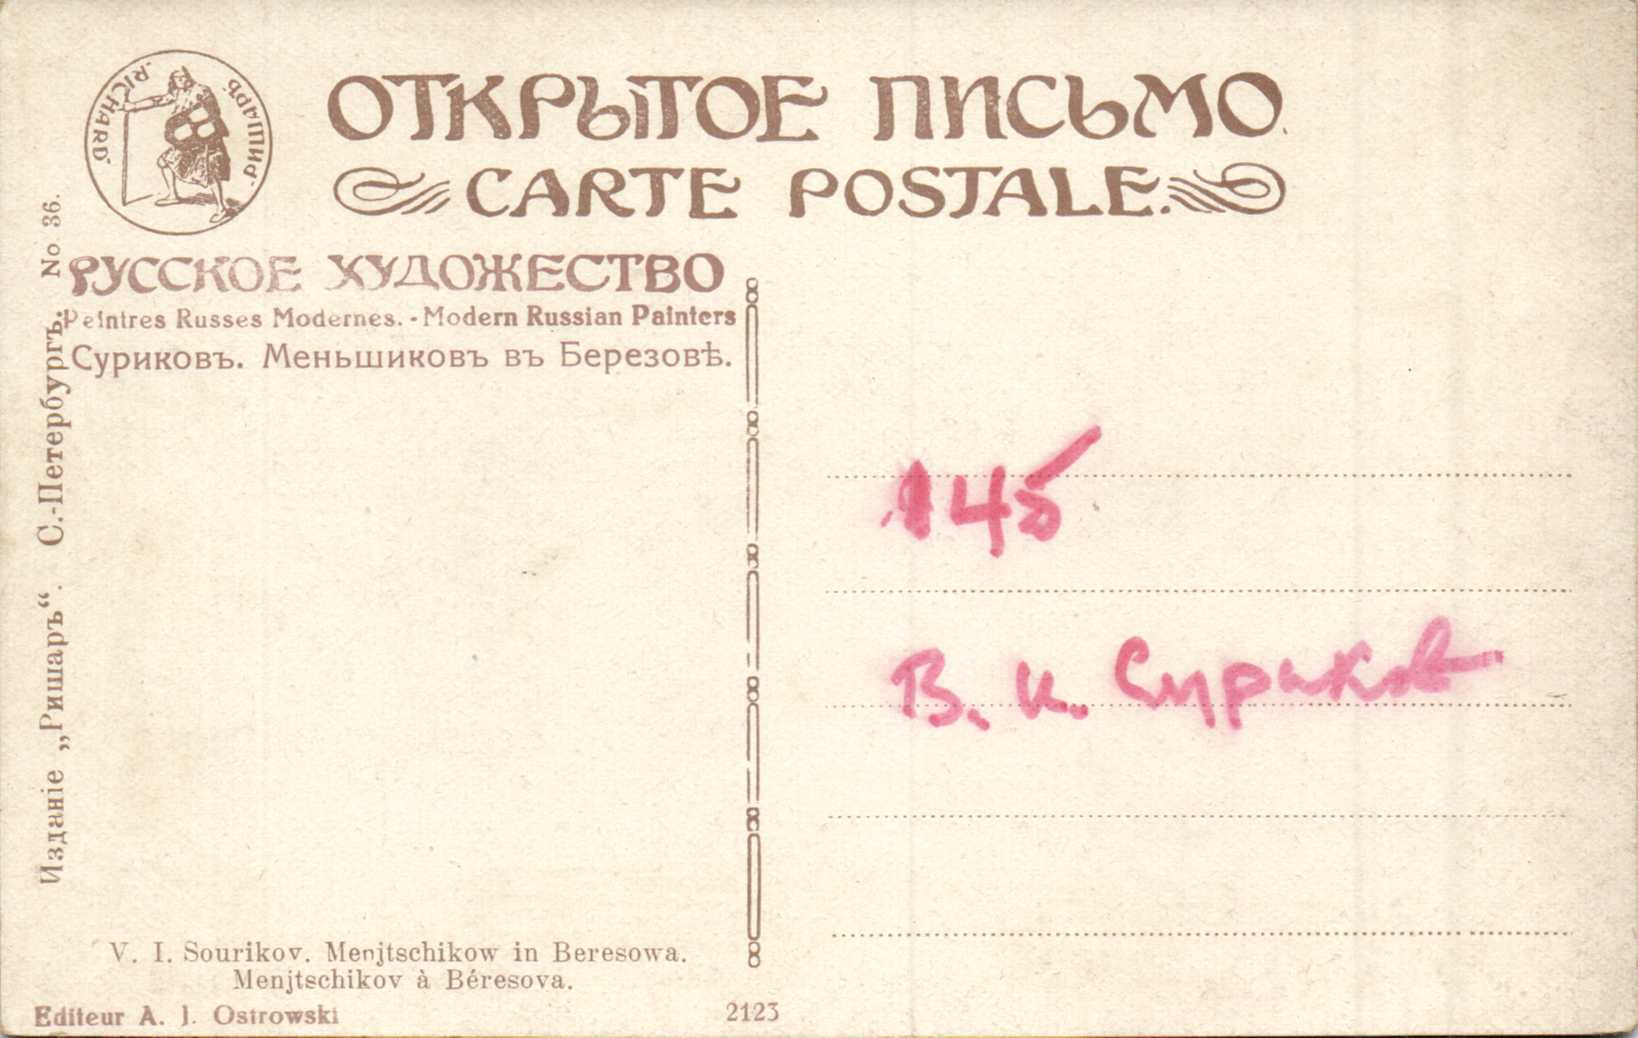 RICHARD
РИШАРЪ
ОТКРЫТОЕ ПИСЬМО.
CARTE POSTALE.
РУССКОЕ ХУДОЖЕСТВО
Peintres Russes Modernes. - Modern Russian Painters
Суриковъ. Меньшиковъ въ Березовѣ.
Изданіе „Ришаръ“. С.-Петербургъ. No 36.
145
В. И. Суриков
V. I. Sourikov. Menjtschikow in Beresowa.
Menjtschikov à Béresova.
Editeur A. J. Ostrowski
2123